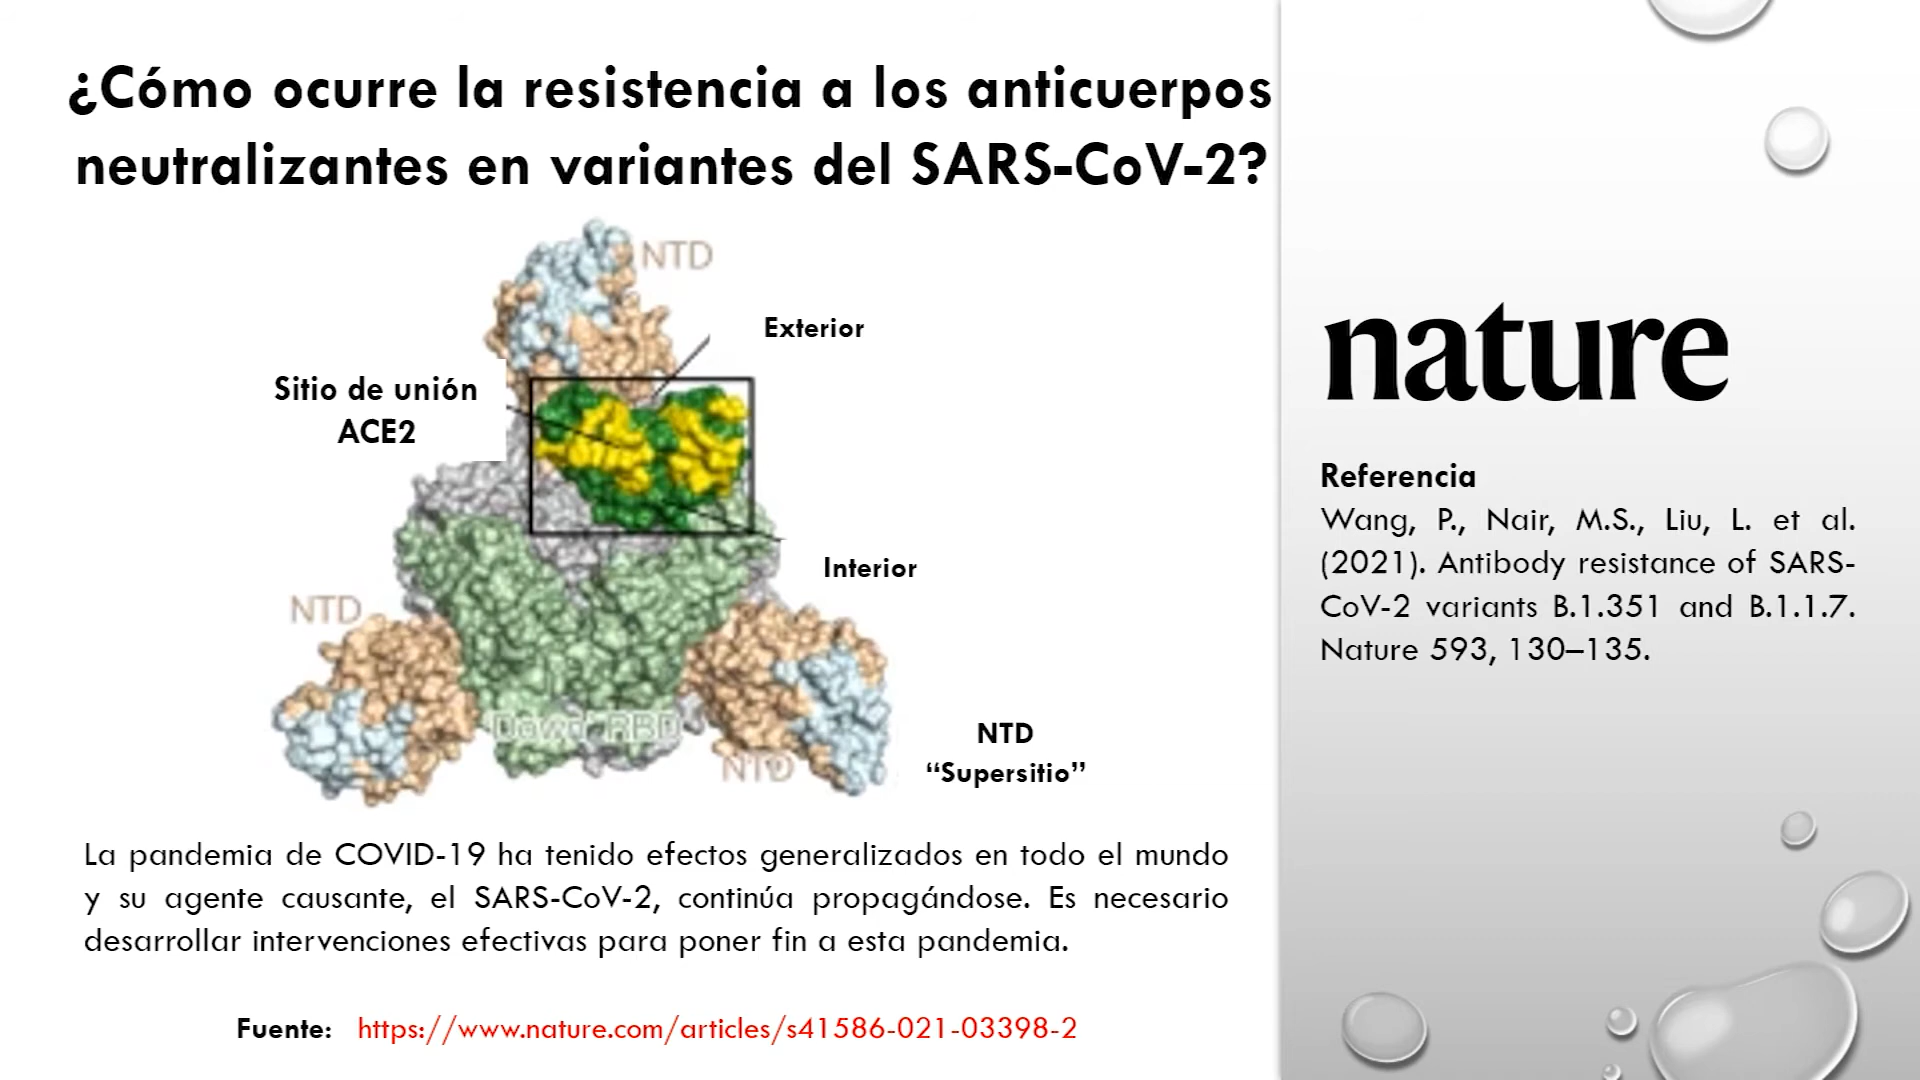 ¿Cómo ocurre la resistencia a los anticuerpos
neutralizantes en variantes del SARS-CoV-2?
NTD
Exterior
Sitio de unión
ACE2
Interior
NTD
Down RBD
NTD
NTD
“Supersitio”
La pandemia de COVID-19 ha tenido efectos generalizados en todo el mundo
y su agente causante, el SARS-CoV-2, continúa propagándose. Es necesario
desarrollar intervenciones efectivas para poner fin a esta pandemia.
Fuente: https://www.nature.com/articles/s41586-021-03398-2
nature
Referencia
Wang, P., Nair, M.S., Liu, L. et al.
(2021). Antibody resistance of SARS-
CoV-2 variants B.1.351 and B.1.1.7.
Nature 593, 130–135.